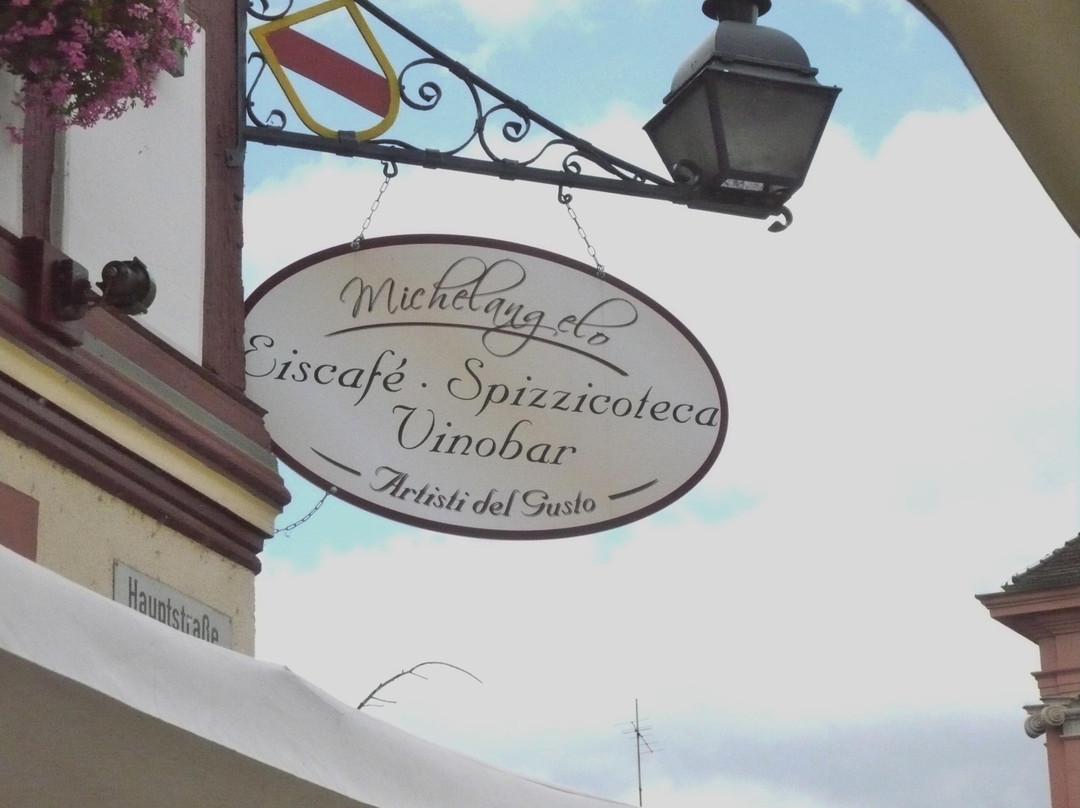 Michelangelo
Eiscafé · Spizzicoteca
Vinobar
Artisti del Gusto
Hauptstraße